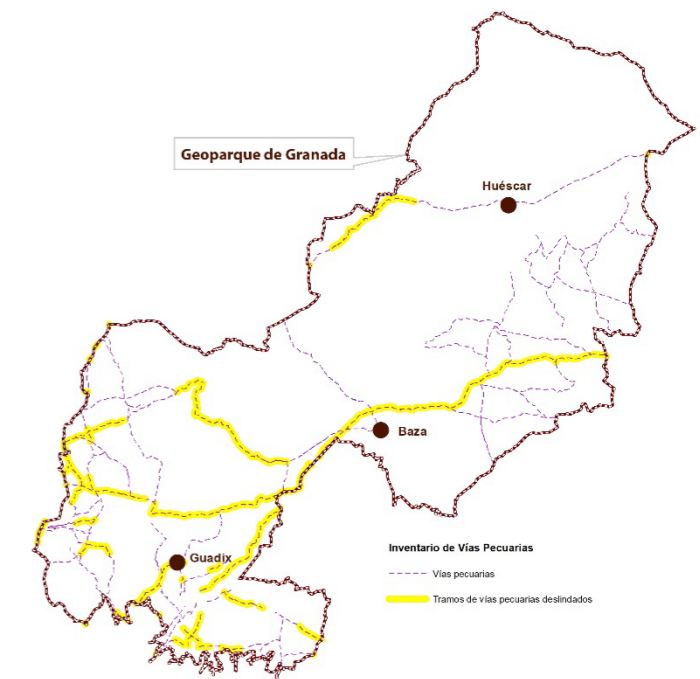 Geoparque de Granada
Huéscar
Baza
Guadix
Inventario de Vías Pecuarias
Vías pecuarias
Tramos de vías pecuarias deslindados